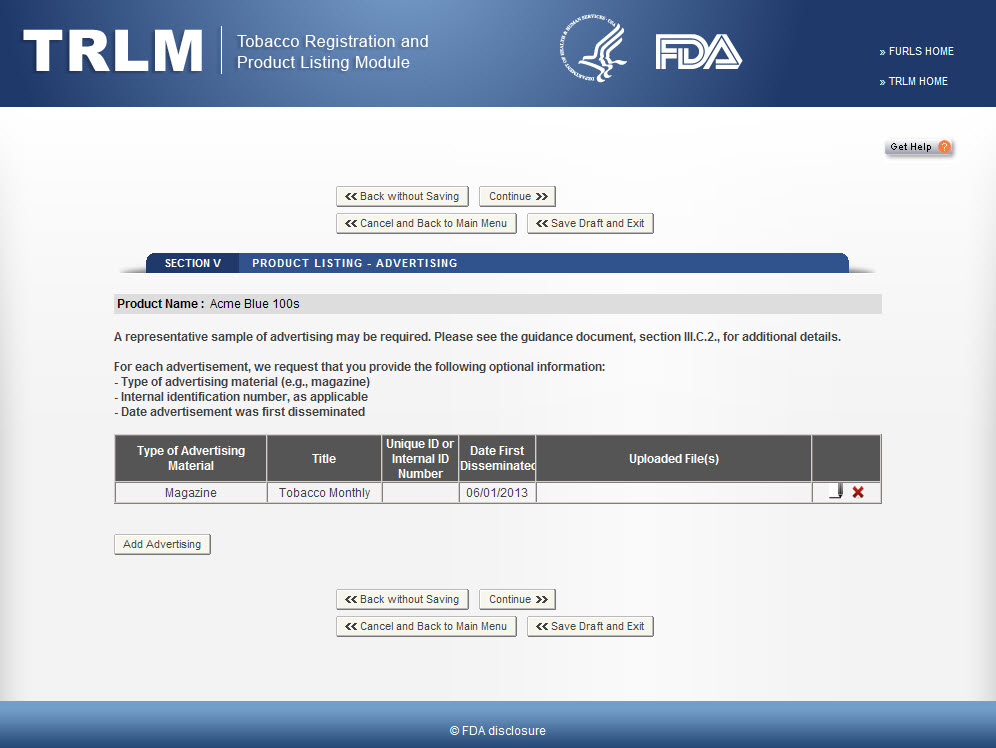 TRLM
Tobacco Registration and
Product Listing Module
DEPARTMENT OF HEALTH & HUMAN SERVICES · USA
FDA
» FURLS HOME
» TRLM HOME
Get Help ?
<< Back without Saving Continue >>
<< Cancel and Back to Main Menu << Save Draft and Exit
SECTION V PRODUCT LISTING - ADVERTISING
Product Name : Acme Blue 100s
A representative sample of advertising may be required. Please see the guidance document, section III.C.2., for additional details.
For each advertisement, we request that you provide the following optional information:
- Type of advertising material (e.g., magazine)
- Internal identification number, as applicable
- Date advertisement was first disseminated
Type of Advertising Material Title Unique ID or Internal ID Number Date First Disseminated Uploaded File(s)
Magazine Tobacco Monthly 06/01/2013
Add Advertising
<< Back without Saving Continue >>
<< Cancel and Back to Main Menu << Save Draft and Exit
© FDA disclosure